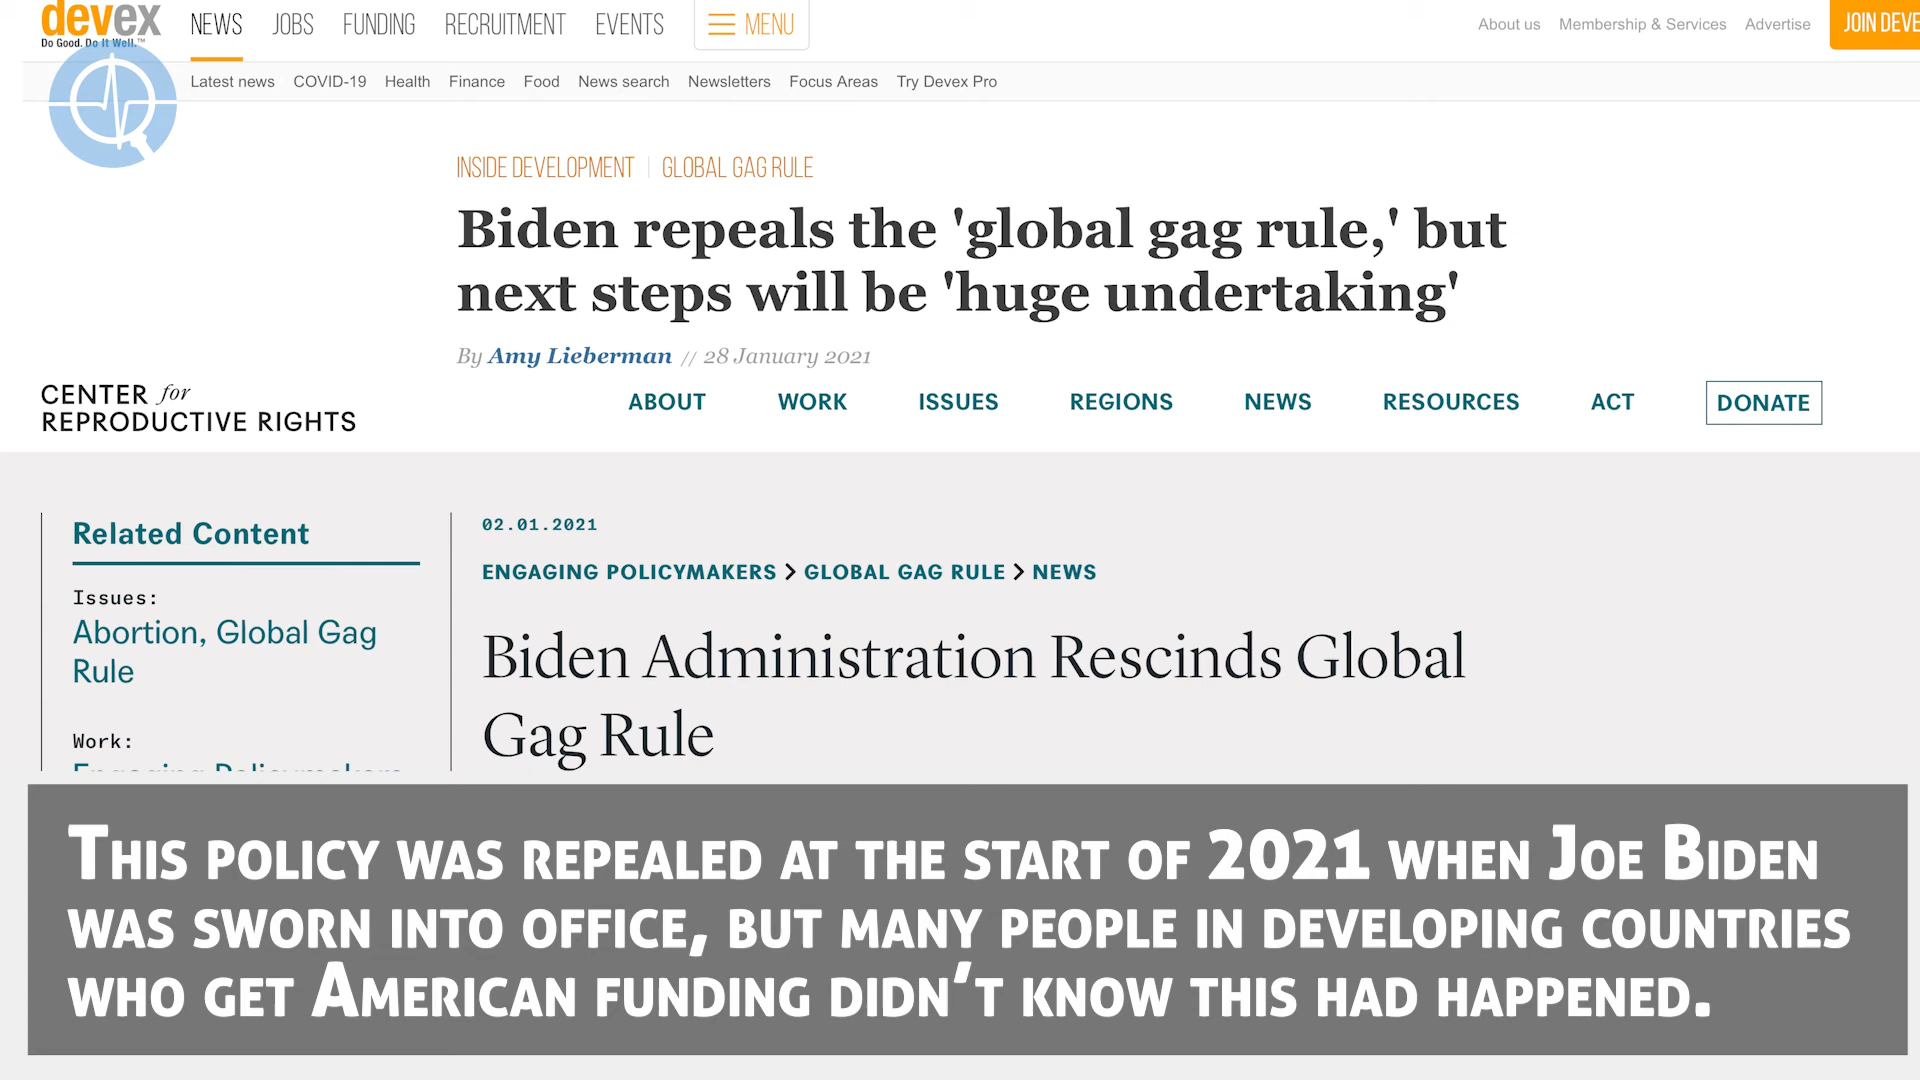 devex
Do Good. Do It Well.™
NEWS JOBS FUNDING RECRUITMENT EVENTS MENU
About us Membership & Services Advertise JOIN DEVE
Latest news COVID-19 Health Finance Food News search Newsletters Focus Areas Try Devex Pro
INSIDE DEVELOPMENT | GLOBAL GAG RULE
Biden repeals the 'global gag rule,' but
next steps will be 'huge undertaking'
By Amy Lieberman // 28 January 2021
CENTER for
REPRODUCTIVE RIGHTS
ABOUT WORK ISSUES REGIONS NEWS RESOURCES ACT DONATE
Related Content
Issues:
Abortion, Global Gag
Rule
Work:
Engaging Policymakers
02.01.2021
ENGAGING POLICYMAKERS > GLOBAL GAG RULE > NEWS
Biden Administration Rescinds Global
Gag Rule
This policy was repealed at the start of 2021 when Joe Biden
was sworn into office, but many people in developing countries
who get American funding didn't know this had happened.